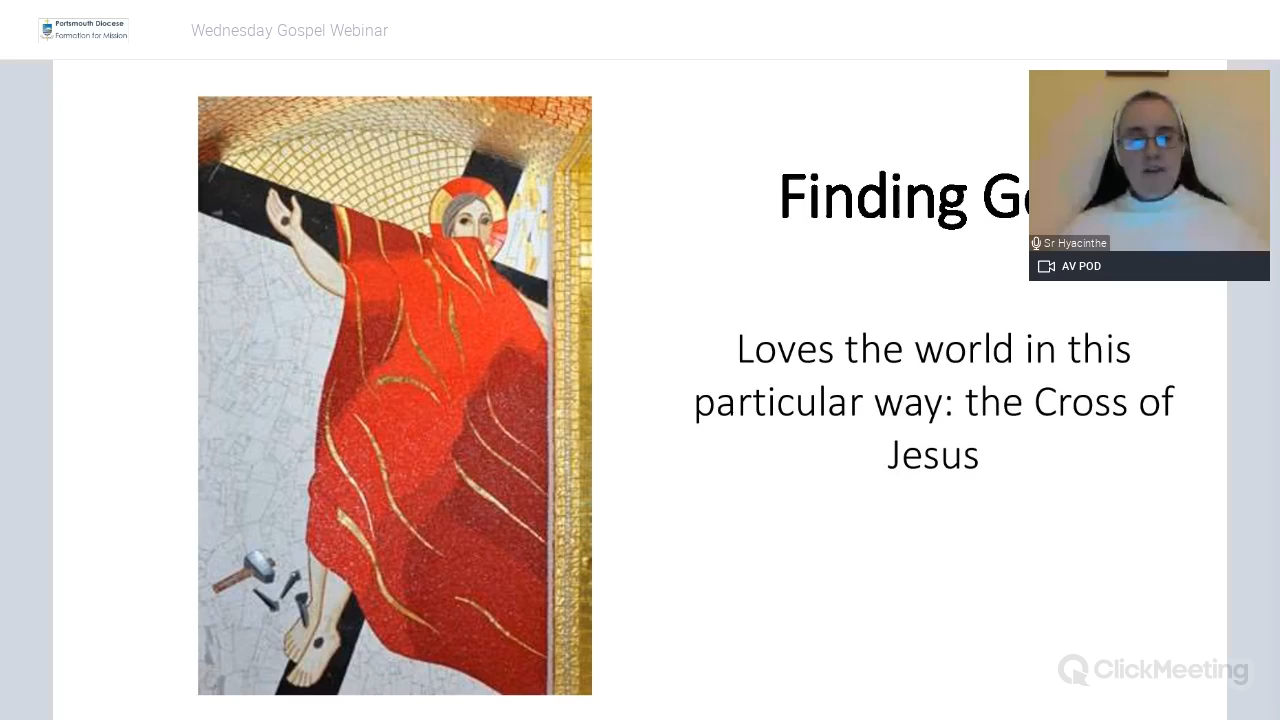 Portsmouth Diocese
Formation for Mission
Wednesday Gospel Webinar
Finding
Sr Hyacinthe
AV POD
Loves the world in this
particular way: the Cross of
Jesus
ClickMeeting